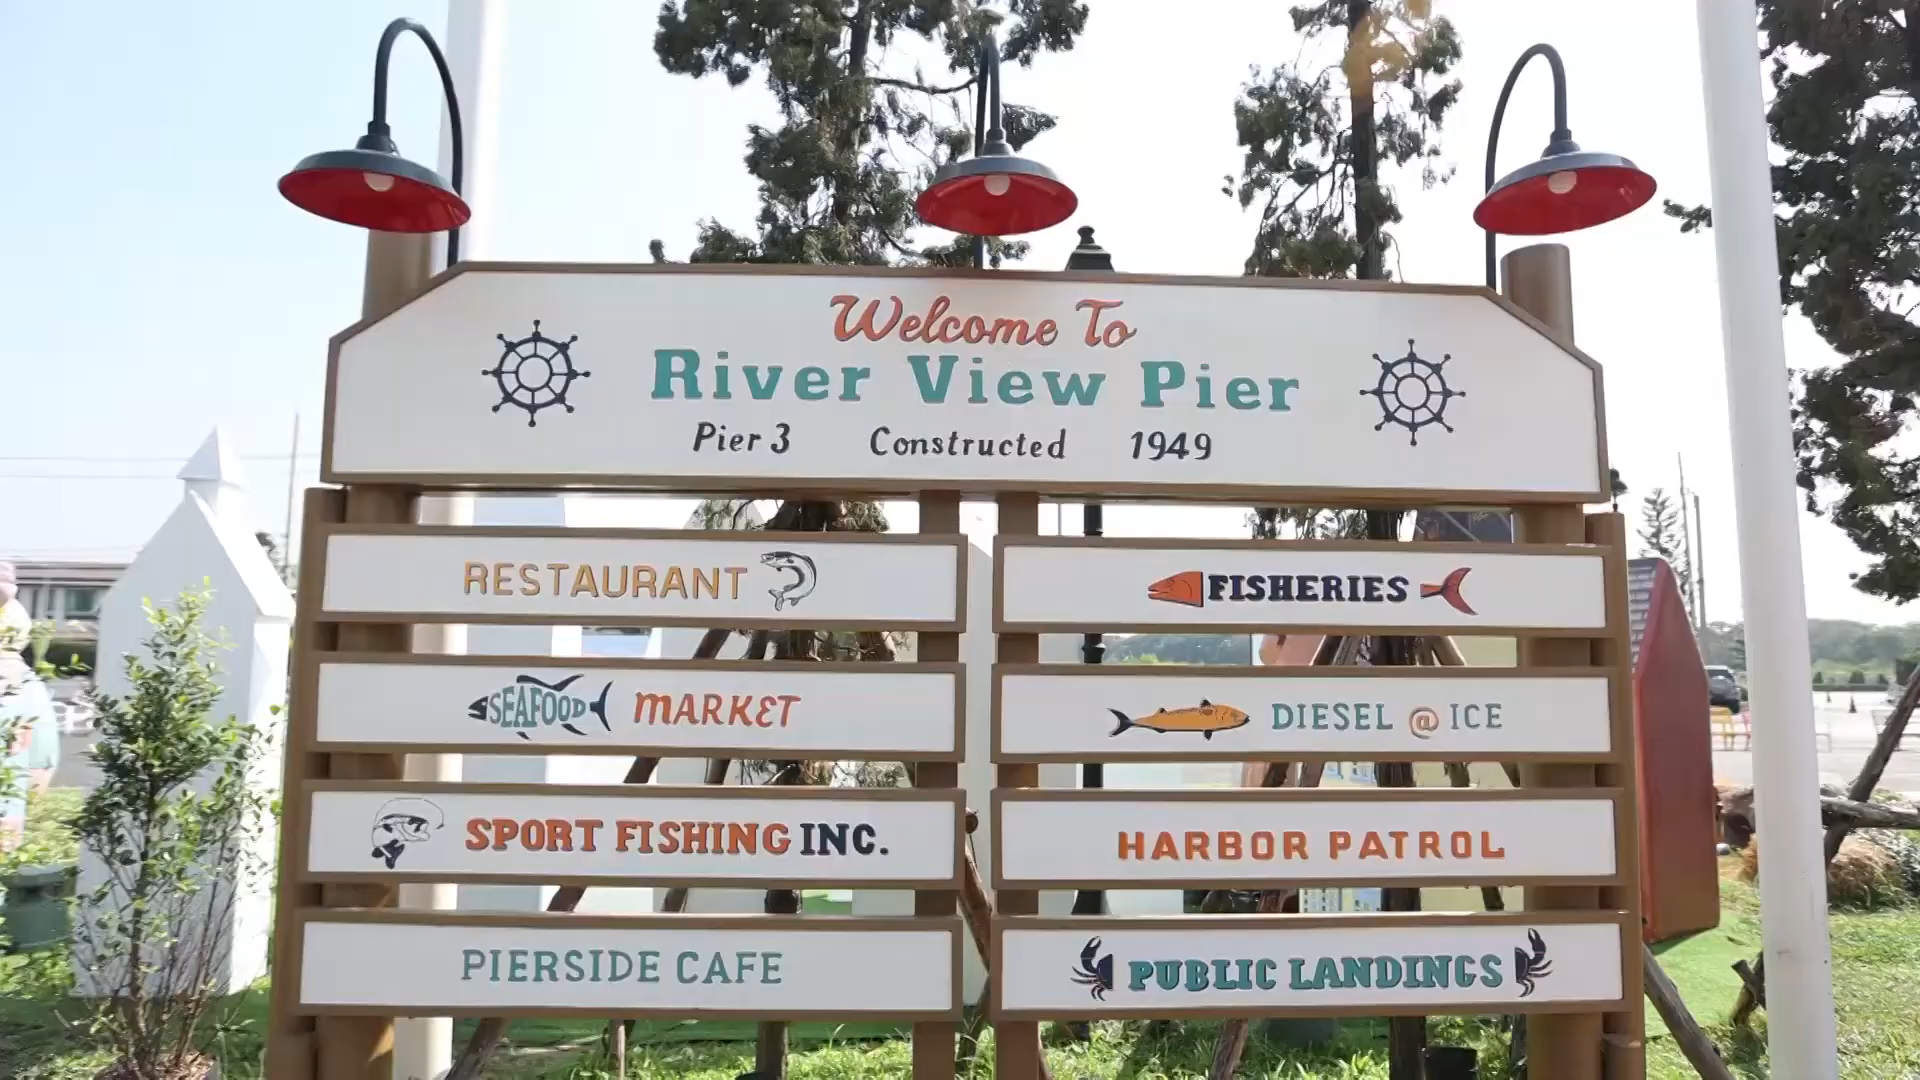 Welcome To
River View Pier
Pier 3 Constructed 1949
RESTAURANT
FISHERIES
SEAFOOD MARKET
DIESEL @ ICE
SPORT FISHING INC.
HARBOR PATROL
PIERSIDE CAFE
PUBLIC LANDINGS